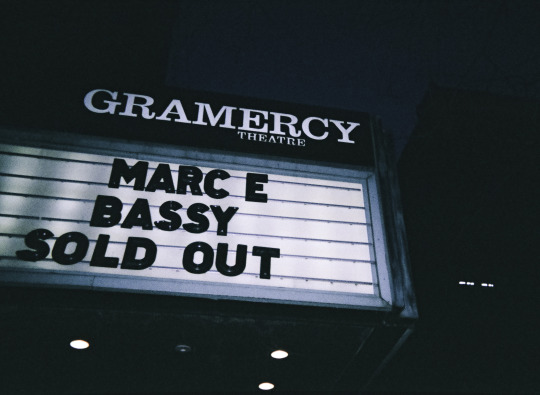 GRAMERCY
THEATRE
MARC E
BASSY
SOLD OUT